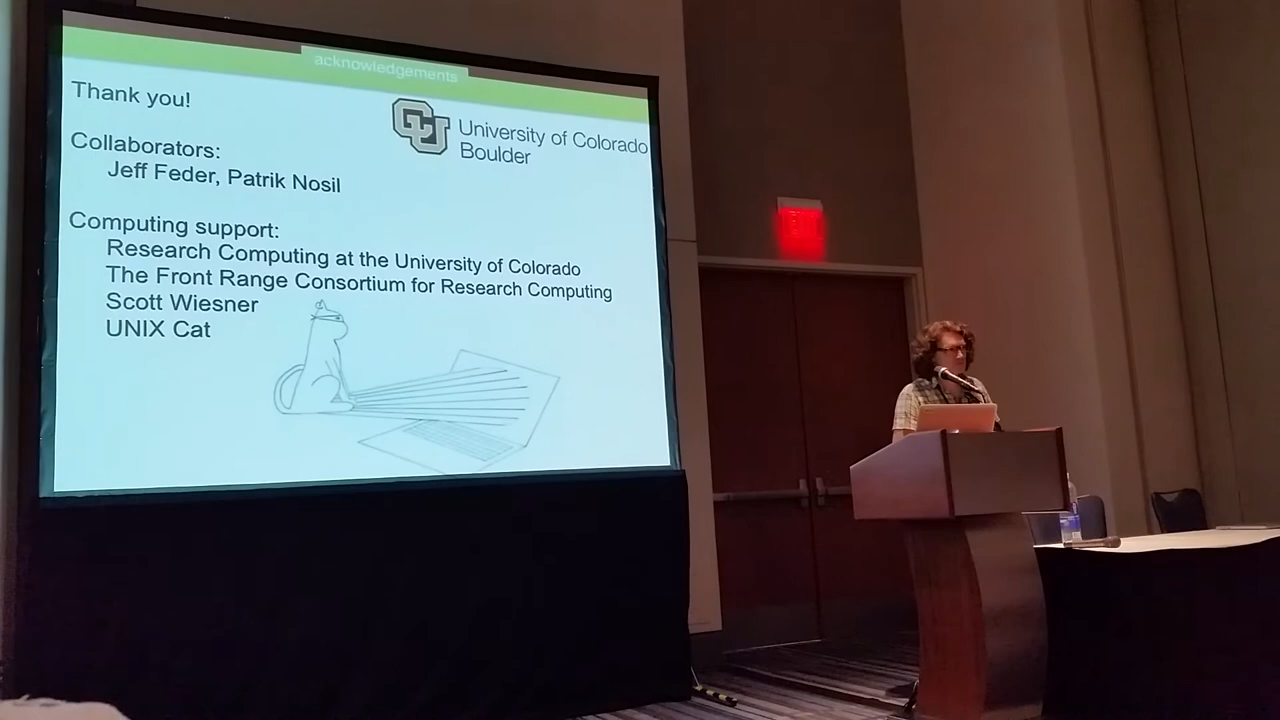 acknowledgements
Thank you!
CU
University of Colorado
Boulder
Collaborators:
Jeff Feder, Patrik Nosil
Computing support:
Research Computing at the University of Colorado
The Front Range Consortium for Research Computing
Scott Wiesner
UNIX Cat